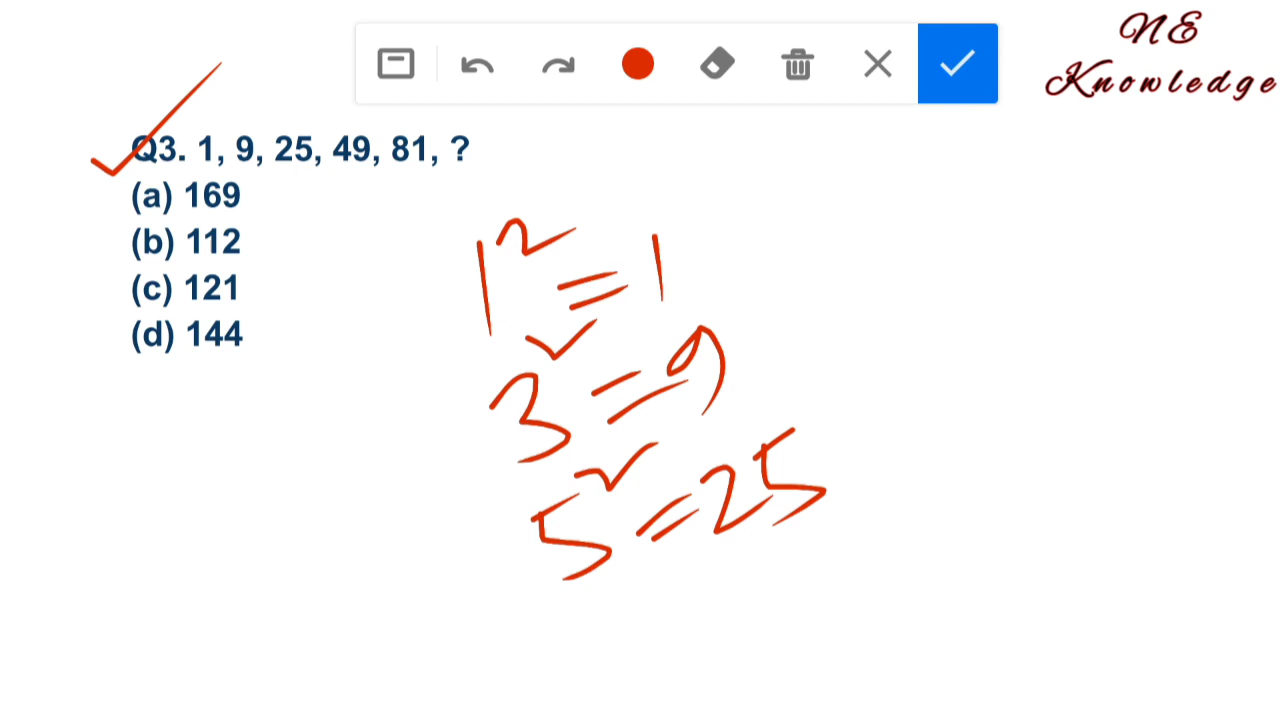 NE
Knowledge
Q3. 1, 9, 25, 49, 81, ?
(a) 169
(b) 112
(c) 121
(d) 144
1² = 1
3² = 9
5² = 25